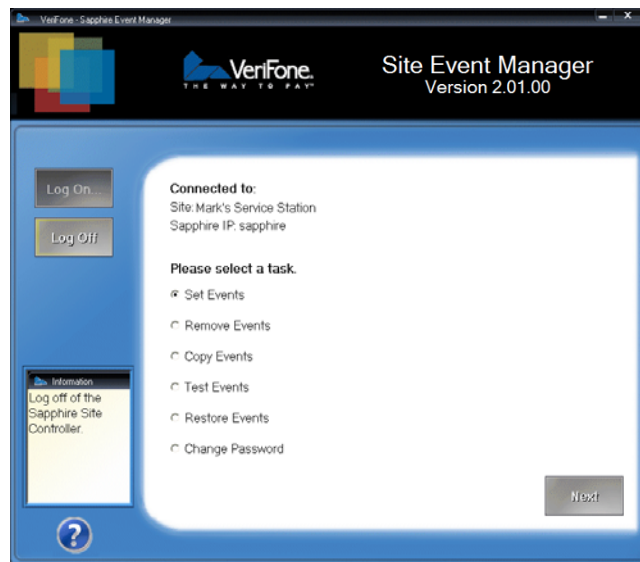 VeriFone - Sapphire Event Manager
VeriFone.
THE WAY TO PAY™
Site Event Manager
Version 2.01.00
Log On...
Log Off
Connected to:
Site: Mark's Service Station
Sapphire IP: sapphire
Please select a task.
Set Events
Remove Events
Copy Events
Test Events
Restore Events
Change Password
Information
Log off of the
Sapphire Site
Controller.
Next
?